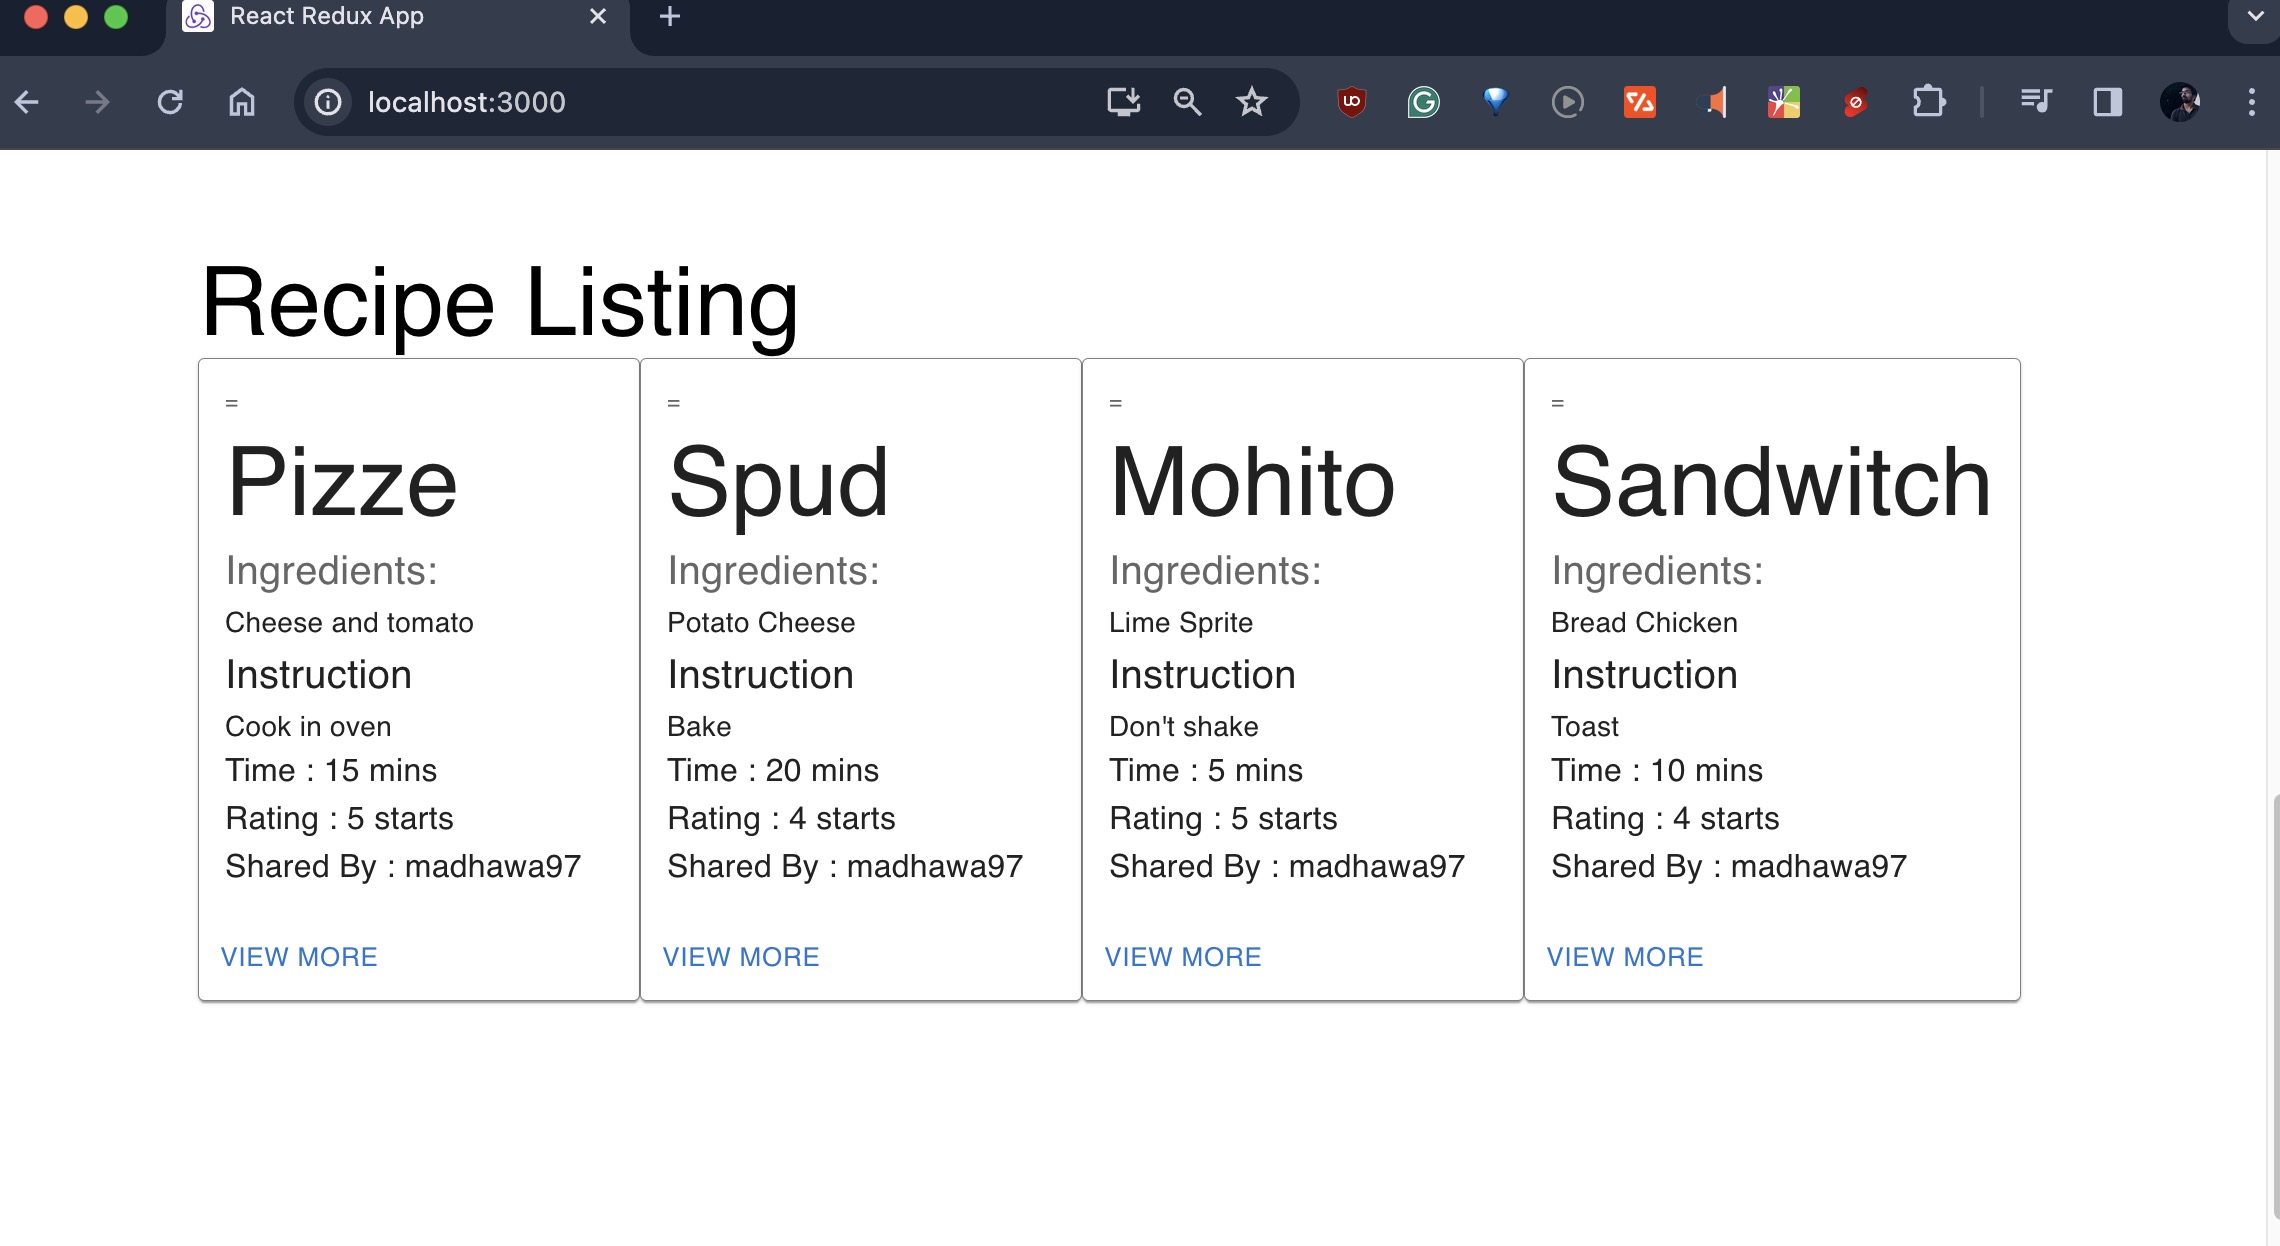 React Redux App
localhost:3000
Recipe Listing
=
Pizze
Ingredients:
Cheese and tomato
Instruction
Cook in oven
Time : 15 mins
Rating : 5 starts
Shared By : madhawa97
VIEW MORE
=
Spud
Ingredients:
Potato Cheese
Instruction
Bake
Time : 20 mins
Rating : 4 starts
Shared By : madhawa97
VIEW MORE
=
Mohito
Ingredients:
Lime Sprite
Instruction
Don't shake
Time : 5 mins
Rating : 5 starts
Shared By : madhawa97
VIEW MORE
=
Sandwitch
Ingredients:
Bread Chicken
Instruction
Toast
Time : 10 mins
Rating : 4 starts
Shared By : madhawa97
VIEW MORE